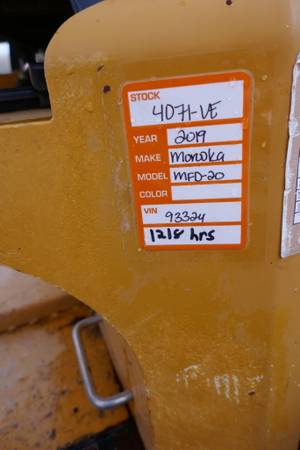 STOCK
4071-VE
YEAR 2019
MAKE Morooka
MODEL MFD-20
COLOR
VIN 93324
1218 hrs